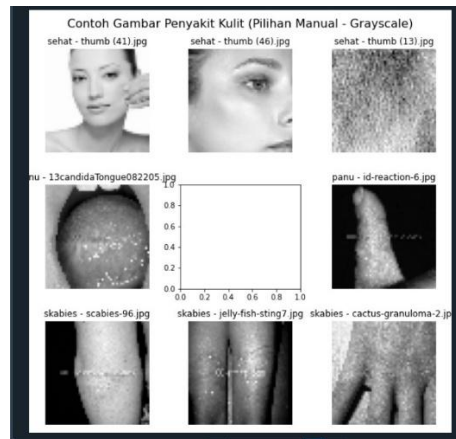 Contoh Gambar Penyakit Kulit (Pilihan Manual - Grayscale)
sehat - thumb (41).jpg
sehat - thumb (46).jpg
sehat - thumb (13).jpg
nu - 13candidaTongue082205.jpg
panu - id-reaction-6.jpg
1.0
0.8
0.6
0.4
0.2
0.0
0.0 0.2 0.4 0.6 0.8 1.0
skabies - scabies-96.jpg
skabies - jelly-fish-sting7.jpg
skabies - cactus-granuloma-2.jp